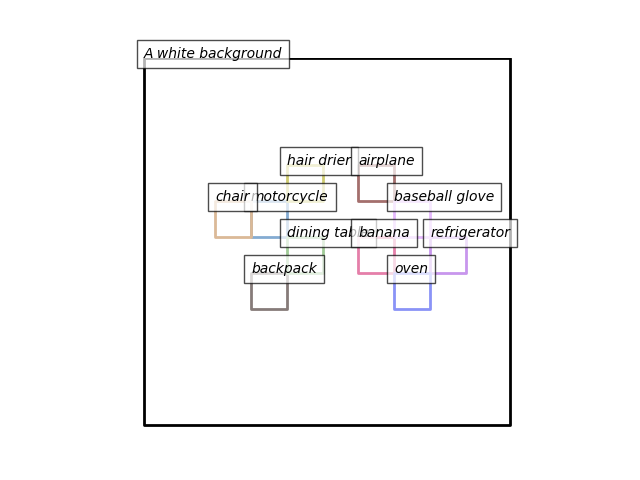 A white background
hair drier airplane
chair motorcycle baseball glove
dining table banana refrigerator
backpack oven